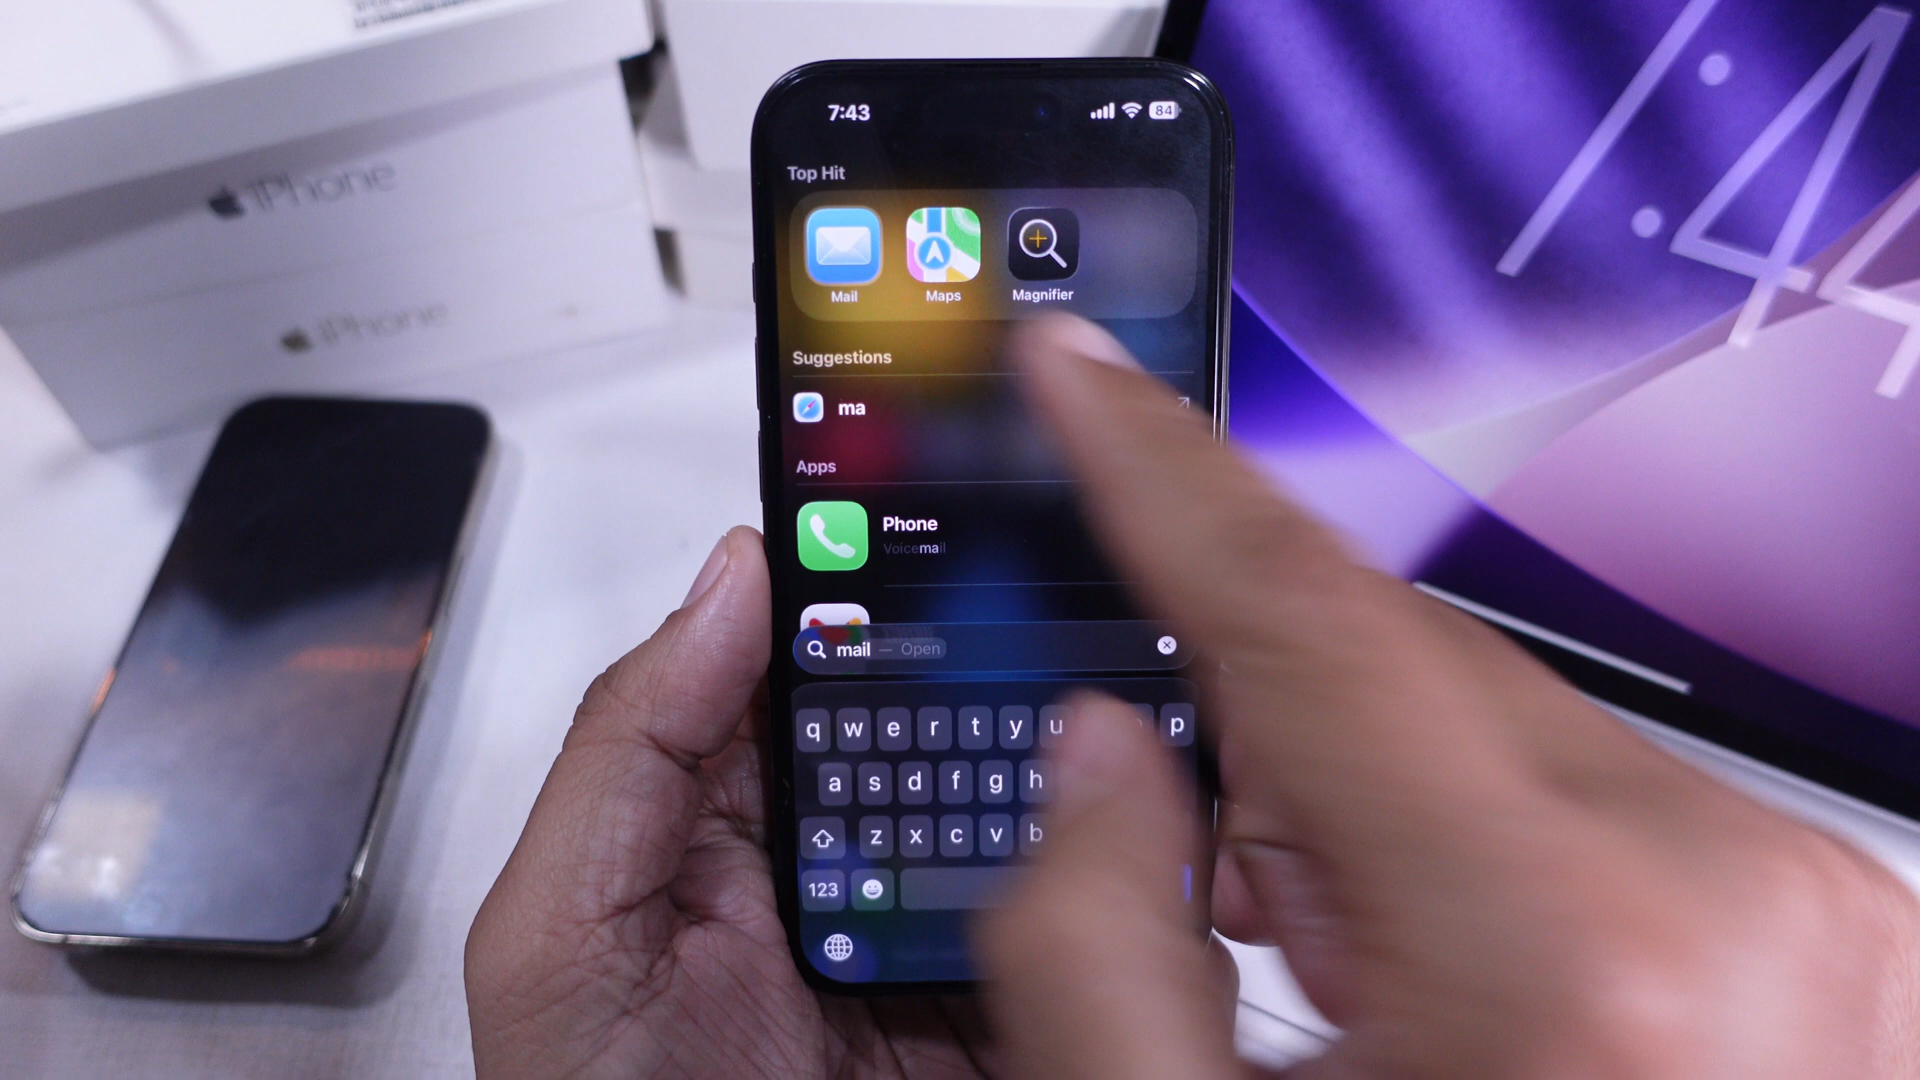 iPhone
iPhone
7:43
84
Top Hit
Mail
Maps
Magnifier
Suggestions
ma
Apps
Phone
Voicemail
mail — Open
q w e r t y u p
a s d f g h
z x c v b
123